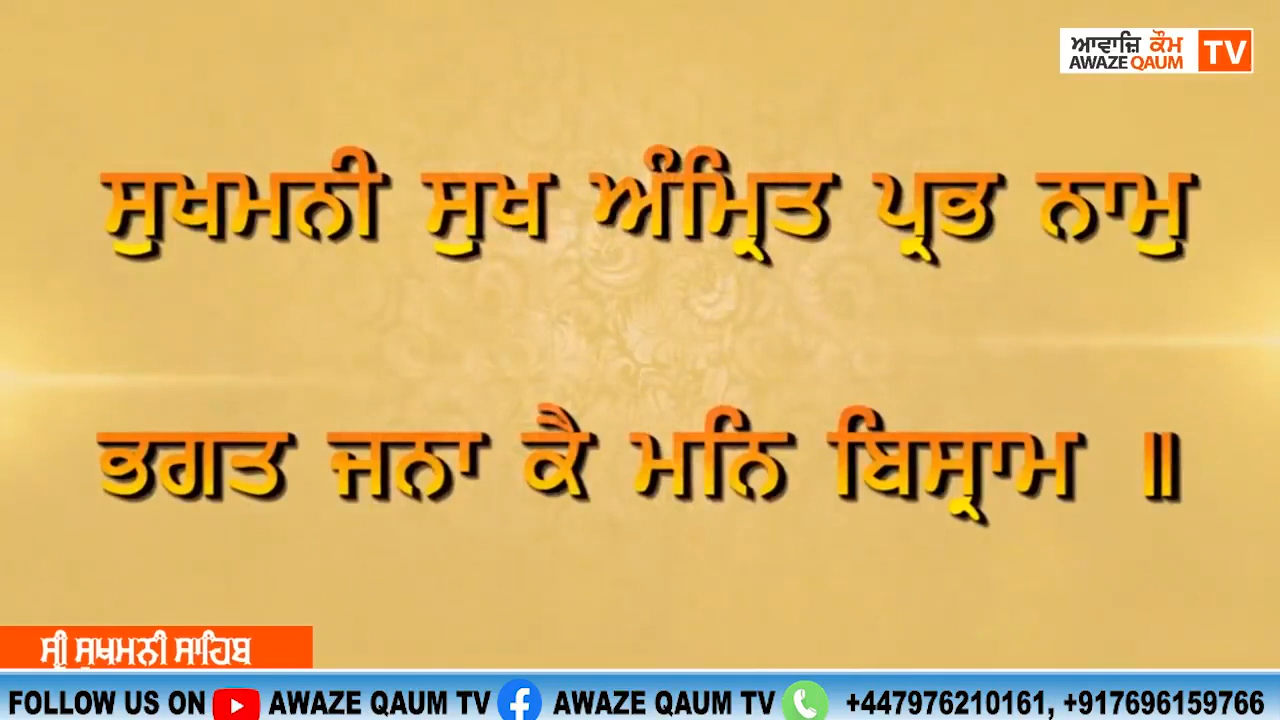 ਆਵਾਜ਼ਿ ਕੌਮ
AWAZE QAUM
TV
ਸੁਖਮਨੀ ਸੁਖ ਅੰਮ੍ਰਿਤ ਪ੍ਰਭ ਨਾਮੁ
ਭਗਤ ਜਨਾ ਕੈ ਮਨਿ ਬਿਸ੍ਰਾਮ ॥
ਸ੍ਰੀ ਸੁਖਮਨੀ ਸਾਹਿਬ
FOLLOW US ON AWAZE QAUM TV AWAZE QAUM TV +447976210161, +917696159766